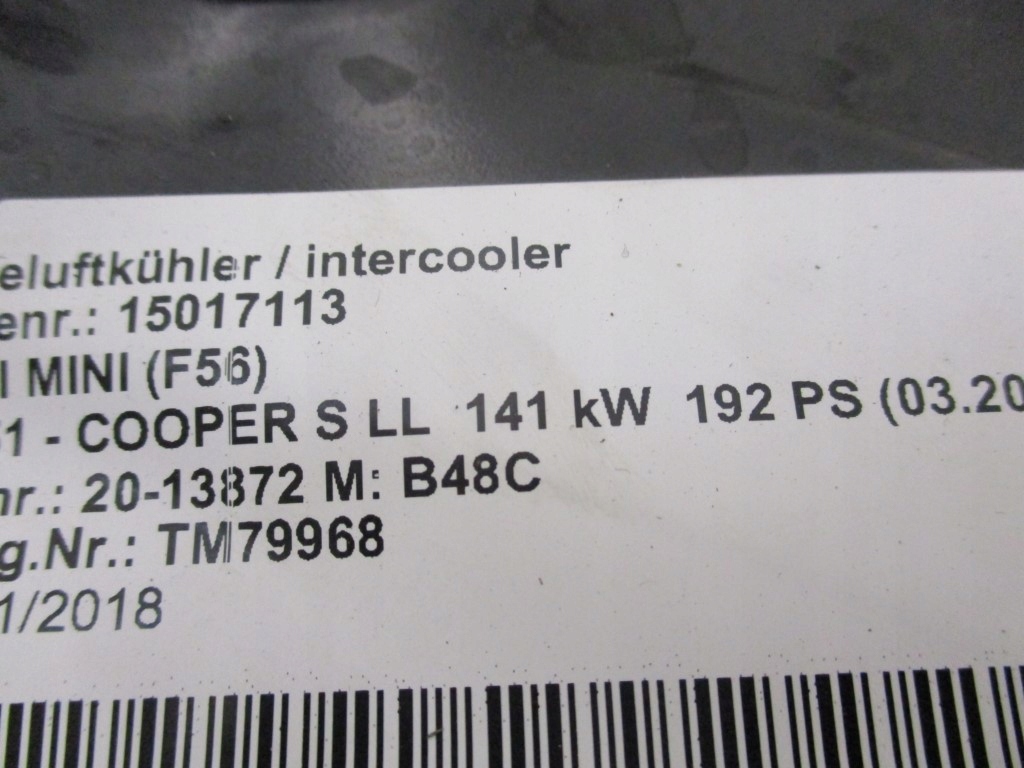 eluftkühler / intercooler
enr.: 15017113
I MINI (F56)
51 - COOPER S LL 141 kW 192 PS (03.20
nr.: 20-13872 M: B48C
g.Nr.: TM79968
1/2018